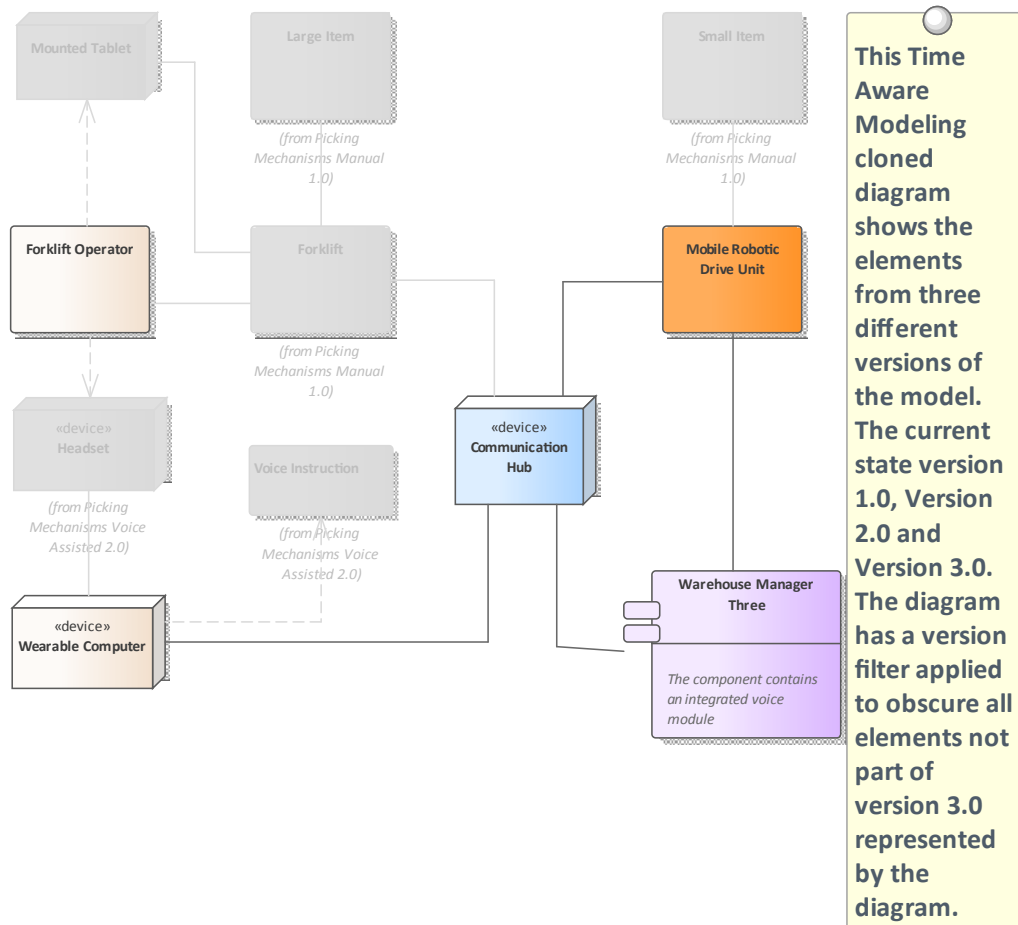 Mounted Tablet
Large Item
(from Picking
Mechanisms Manual
1.0)
Small Item
(from Picking
Mechanisms Manual
1.0)
Forklift Operator
Forklift
(from Picking
Mechanisms Manual
1.0)
Mobile Robotic
Drive Unit
«device»
Headset
(from Picking
Mechanisms Voice
Assisted 2.0)
Voice Instruction
(from Picking
Mechanisms Voice
Assisted 2.0)
«device»
Communication
Hub
«device»
Wearable Computer
Warehouse Manager
Three
The component contains
an integrated voice
module
This Time
Aware
Modeling
cloned
diagram
shows the
elements
from three
different
versions of
the model.
The current
state version
1.0, Version
2.0 and
Version 3.0.
The diagram
has a version
filter applied
to obscure all
elements not
part of
version 3.0
represented
by the
diagram.